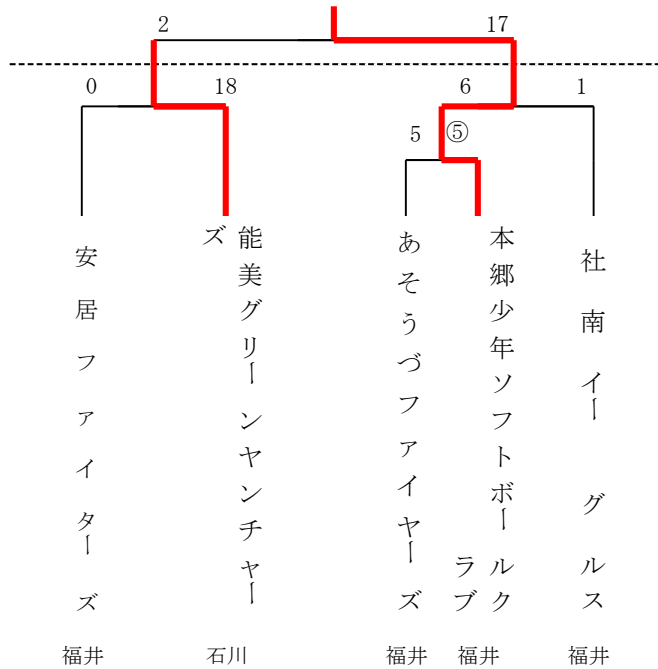 2 17
0 18 6 1
5 ⑤
安居ファイターズ
能美グリーンヤンチャーズ
あそうづファイヤーズ
本郷少年ソフトボールクラブ
社南イーグルス
福井 石川 福井 福井 福井